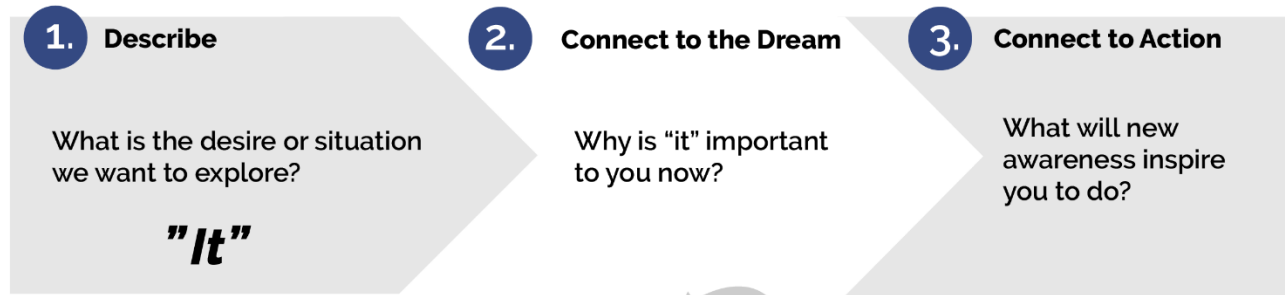 1. Describe
What is the desire or situation
we want to explore?
”It”
2. Connect to the Dream
Why is “it” important
to you now?
3. Connect to Action
What will new
awareness inspire
you to do?